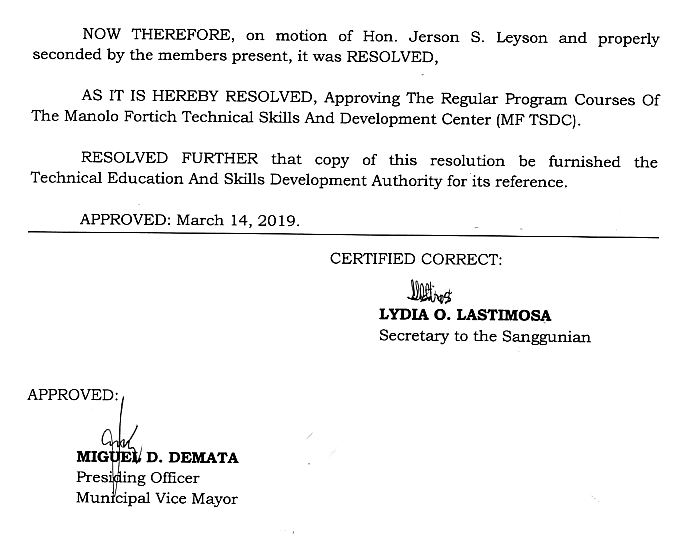 NOW THEREFORE, on motion of Hon. Jerson S. Leyson and properly
seconded by the members present, it was RESOLVED,
AS IT IS HEREBY RESOLVED, Approving The Regular Program Courses Of
The Manolo Fortich Technical Skills And Development Center (MF TSDC).
RESOLVED FURTHER that copy of this resolution be furnished the
Technical Education And Skills Development Authority for its reference.
APPROVED: March 14, 2019.
CERTIFIED CORRECT:
LYDIA O. LASTIMOSA
Secretary to the Sanggunian
APPROVED:
MIGUEL D. DEMATA
Presiding Officer
Municipal Vice Mayor